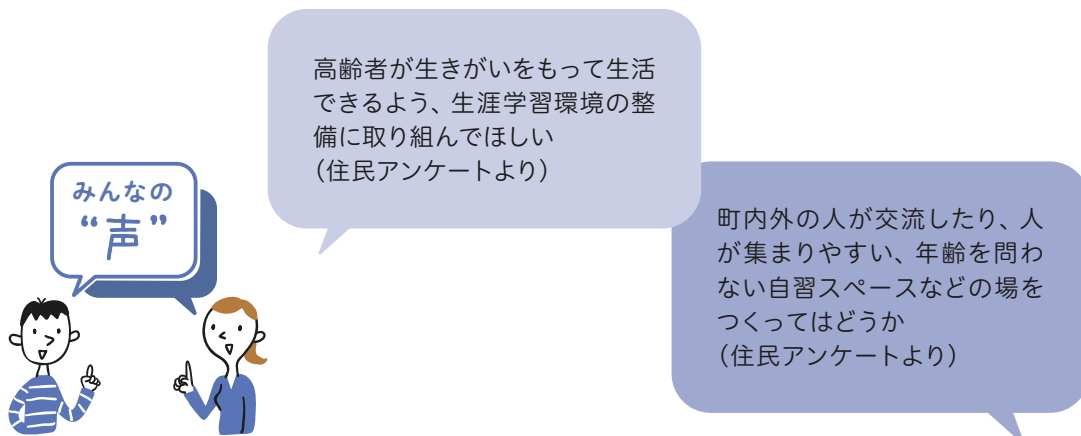 みんなの
“声”
高齢者が生きがいをもって生活
できるよう、生涯学習環境の整
備に取り組んでほしい
（住民アンケートより）
町内外の人が交流したり、人
が集まりやすい、年齢を問わ
ない自習スペースなどの場を
つくってはどうか
（住民アンケートより）